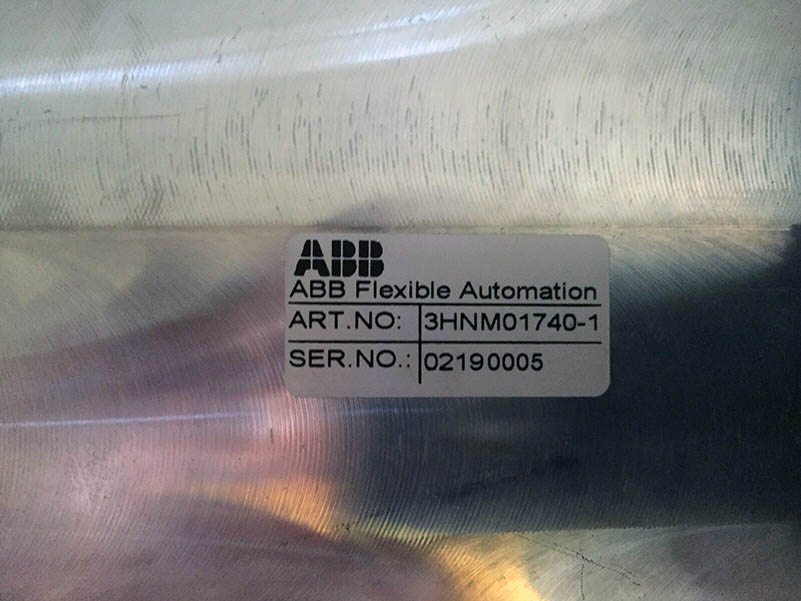 ABB
ABB Flexible Automation
ART.NO: 3HNM01740-1
SER.NO.: 02190005